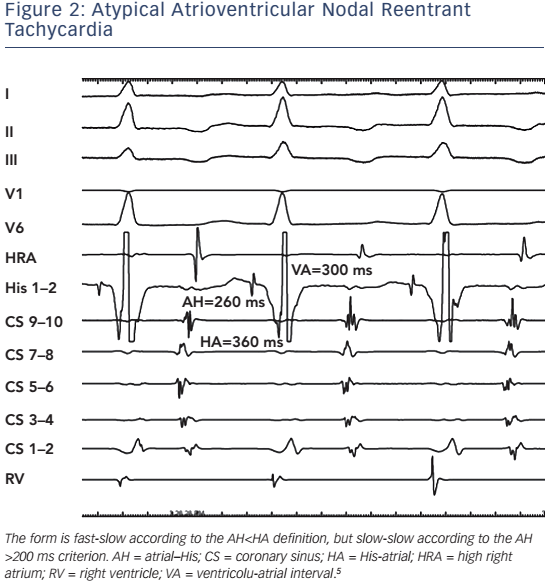 Figure 2: Atypical Atrioventricular Nodal Reentrant
Tachycardia
I
II
III
V1
V6
HRA
VA=300 ms
His 1–2
AH=260 ms
CS 9–10
HA=360 ms
CS 7–8
CS 5–6
CS 3–4
CS 1–2
RV
The form is fast-slow according to the AH<HA definition, but slow-slow according to the AH
>200 ms criterion. AH = atrial–His; CS = coronary sinus; HA = His-atrial; HRA = high right
atrium; RV = right ventricle; VA = ventricolu-atrial interval.⁵